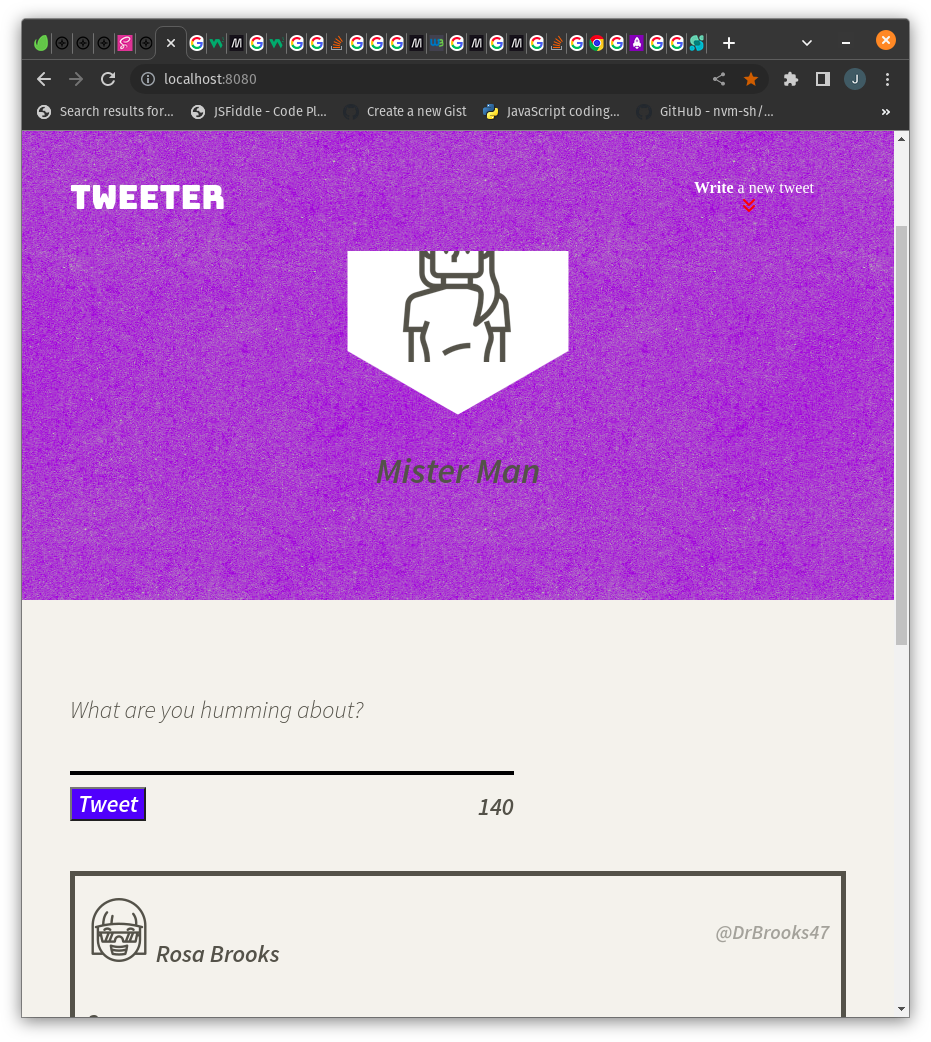 localhost:8080
J
Search results for...
JSFiddle - Code Pl...
Create a new Gist
JavaScript coding...
GitHub - nvm-sh/...
»
TWEETER
Write a new tweet
Mister Man
What are you humming about?
Tweet
140
Rosa Brooks
@DrBrooks47